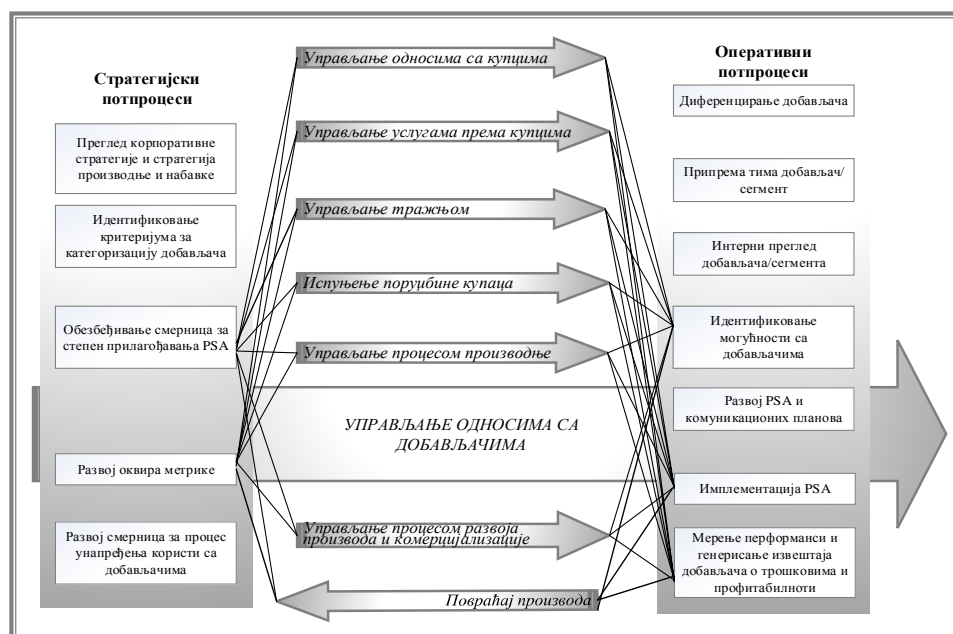 Стратегијски
потпроцеси
Преглед корпоративне
стратегије и стратегија
производње и набавке
Идентификовање
критеријума за
категоризацију добављача
Обезбеђивање смерница за
степен прилагођавања PSA
Развој оквира метрике
Развој смерница за процес
унапређења користи са
добављачима
Управљање односима са купцима
Управљање услугама према купцима
Управљање тражњом
Испуњење поруџбине купаца
Управљање процесом производње
УПРАВЉАЊЕ ОДНОСИМА СА
ДОБАВЉАЧИМА
Управљање процесом развоја
производа и комерцијализације
Повраћај производа
Оперативни
потпроцеси
Диференцирање добављача
Припрема тима добављач/
сегмент
Интерни преглед
добављача/сегмента
Идентификовање
могућности са
добављачима
Развој PSA и
комуникационих планова
Имплементација PSA
Мерење перформанси и
генерисање извештаја
добављача о трошковима и
профитабилноти